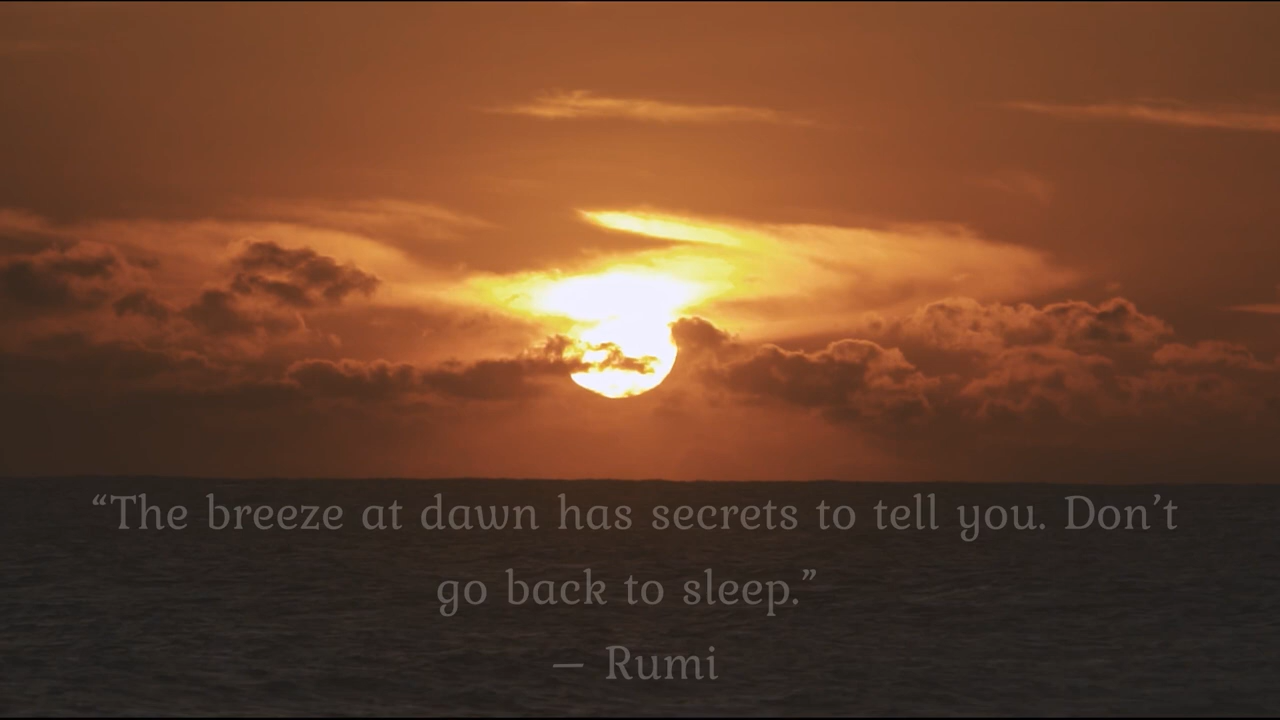 “The breeze at dawn has secrets to tell you. Don’t
go back to sleep.”
– Rumi